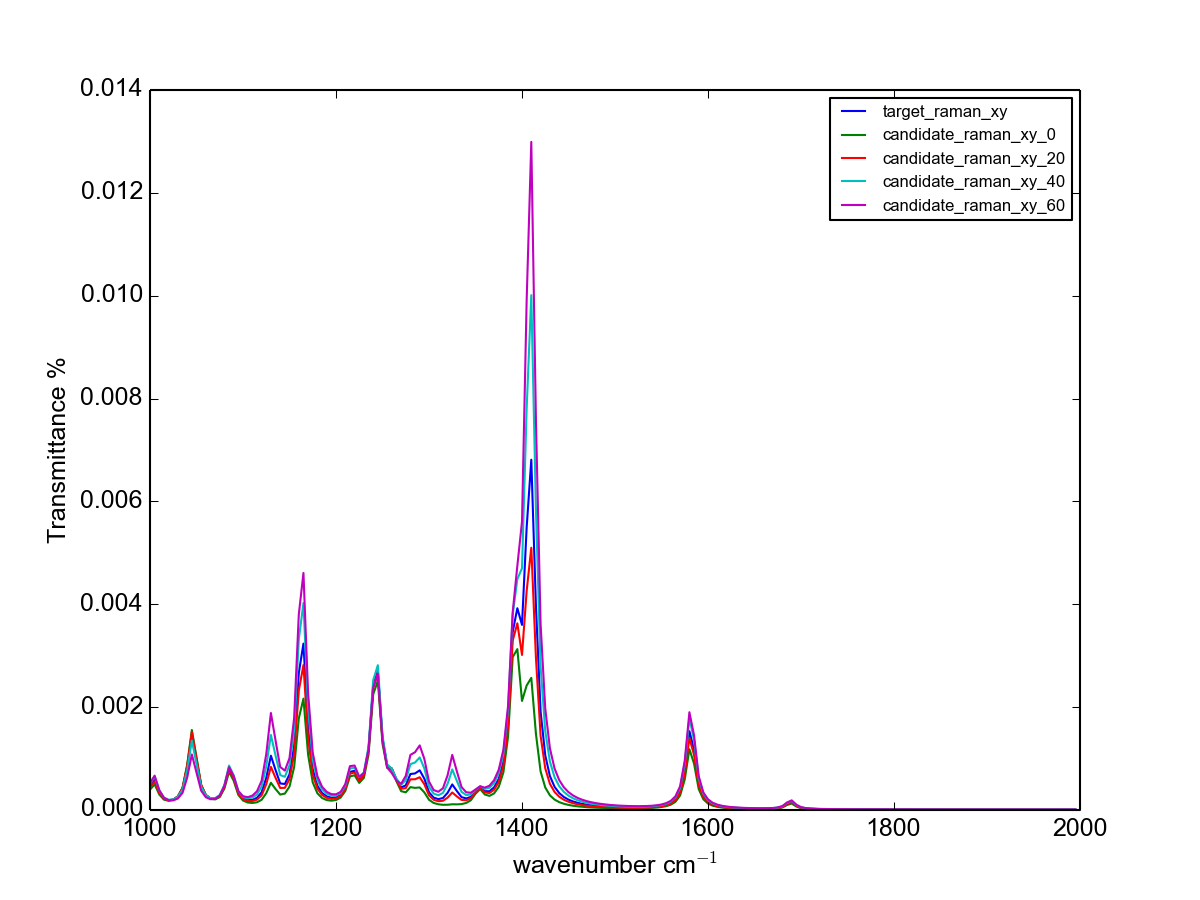 0.014
0.012
0.010
0.008
0.006
0.004
0.002
0.000
Transmittance %
target_raman_xy
candidate_raman_xy_0
candidate_raman_xy_20
candidate_raman_xy_40
candidate_raman_xy_60
1000 1200 1400 1600 1800 2000
wavenumber cm⁻¹